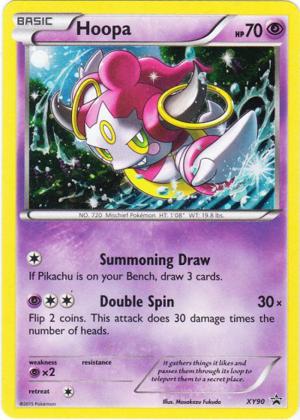 BASIC
Hoopa
HP70
NO. 720 Mischief Pokémon HT: 1'08" WT: 19.8 lbs.
Summoning Draw
If Pikachu is on your Bench, draw 3 cards.
Double Spin 30×
Flip 2 coins. This attack does 30 damage times
the number of heads.
weakness
×2
resistance
retreat
It gathers things it likes and
passes them through its loop to
teleport them to a secret place.
©2015 Pokémon
Illus. Masakazu Fukuda
XY90